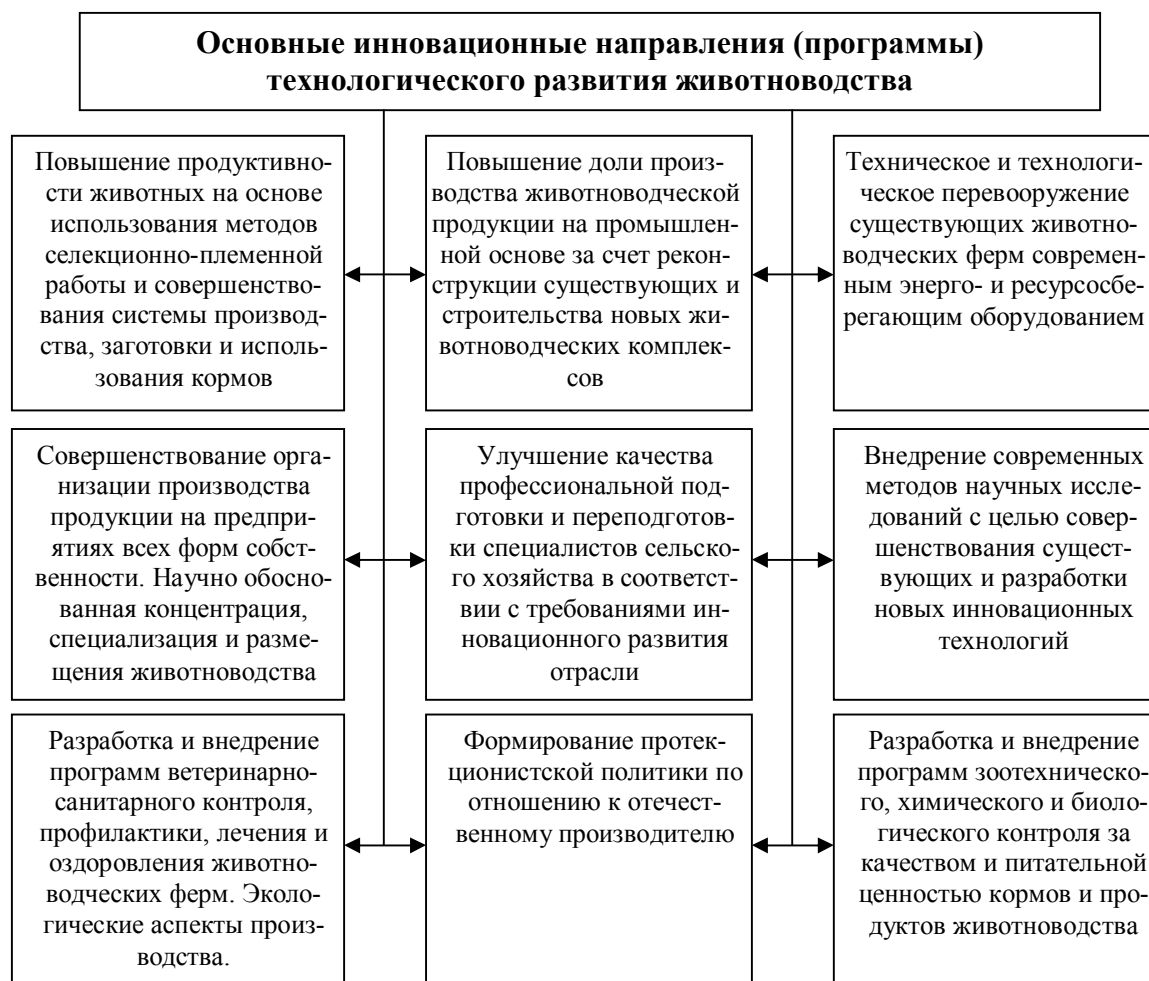 Основные инновационные направления (программы)
технологического развития животноводства
Повышение продуктивно-
сти животных на основе
использования методов
селекционно-племенной
работы и совершенство-
вания системы производ-
ства, заготовки и исполь-
зования кормов
Повышение доли произ-
водства животноводческой
продукции на промышлен-
ной основе за счет рекон-
струкции существующих и
строительства новых жи-
вотноводческих комплек-
сов
Техническое и технологи-
ческое перевооружение
существующих животно-
водческих ферм современ-
ным энерго- и ресурсосбе-
регающим оборудованием
Совершенствование орга-
низации производства
продукции на предпри-
ятиях всех форм собст-
венности. Научно обосно-
ванная концентрация,
специализация и разме-
щения животноводства
Улучшение качества
профессиональной под-
готовки и переподготов-
ки специалистов сельско-
го хозяйства в соответст-
вии с требованиями ин-
новационного развития
отрасли
Внедрение современных
методов научных иссле-
дований с целью совер-
шенствования сущест-
вующих и разработки
новых инновационных
технологий
Разработка и внедрение
программ ветеринарно-
санитарного контроля,
профилактики, лечения и
оздоровления животно-
водческих ферм. Эколо-
гические аспекты произ-
водства.
Формирование протек-
ционистской политики по
отношению к отечест-
венному производителю
Разработка и внедрение
программ зоотехническо-
го, химического и биоло-
гического контроля за
качеством и питательной
ценностью кормов и про-
дуктов животноводства